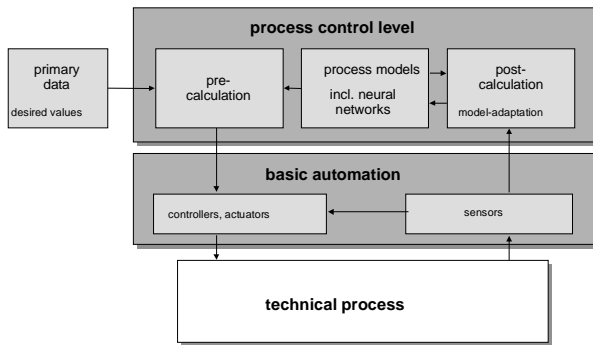 process control level
primary
data
desired values
pre-
calculation
process models
incl. neural
networks
post-
calculation
model-adaptation
basic automation
controllers, actuators
sensors
technical process